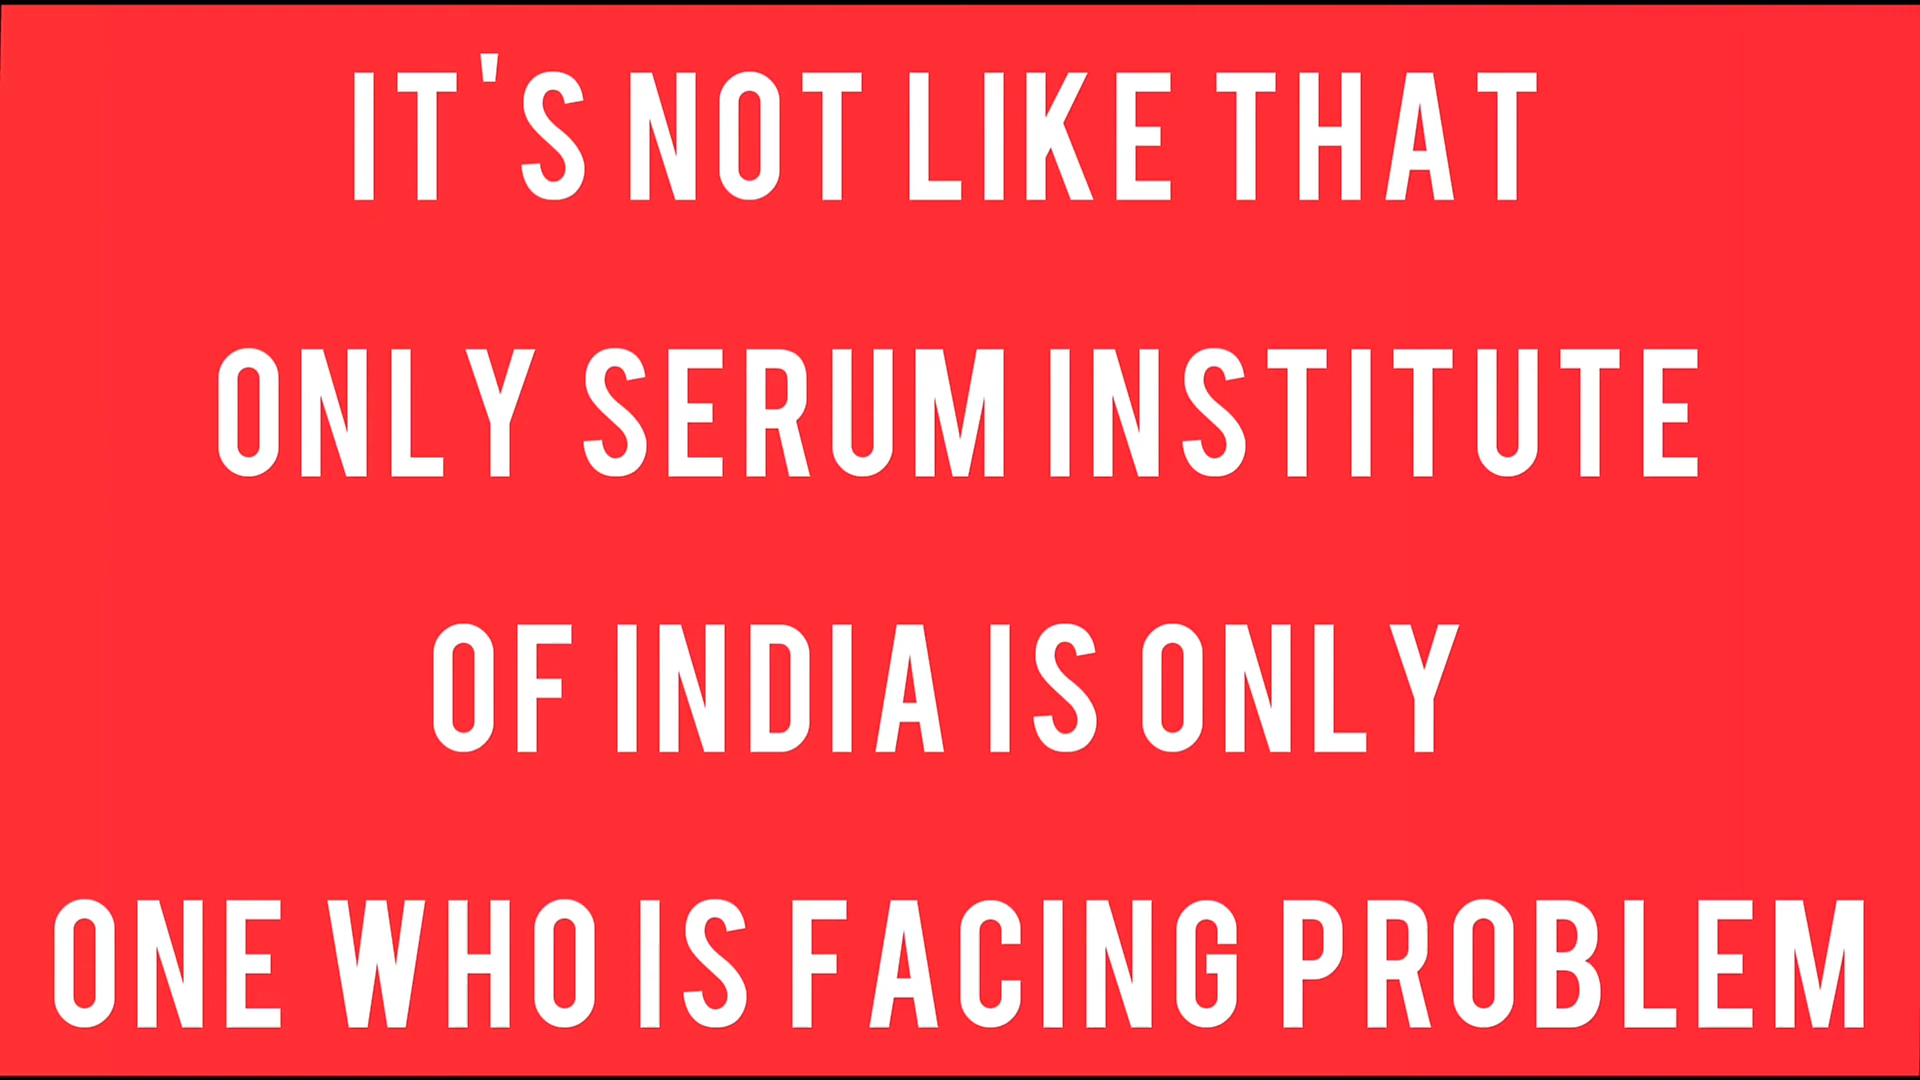 IT'S NOT LIKE THAT
ONLY SERUM INSTITUTE
OF INDIA IS ONLY
ONE WHO IS FACING PROBLEM